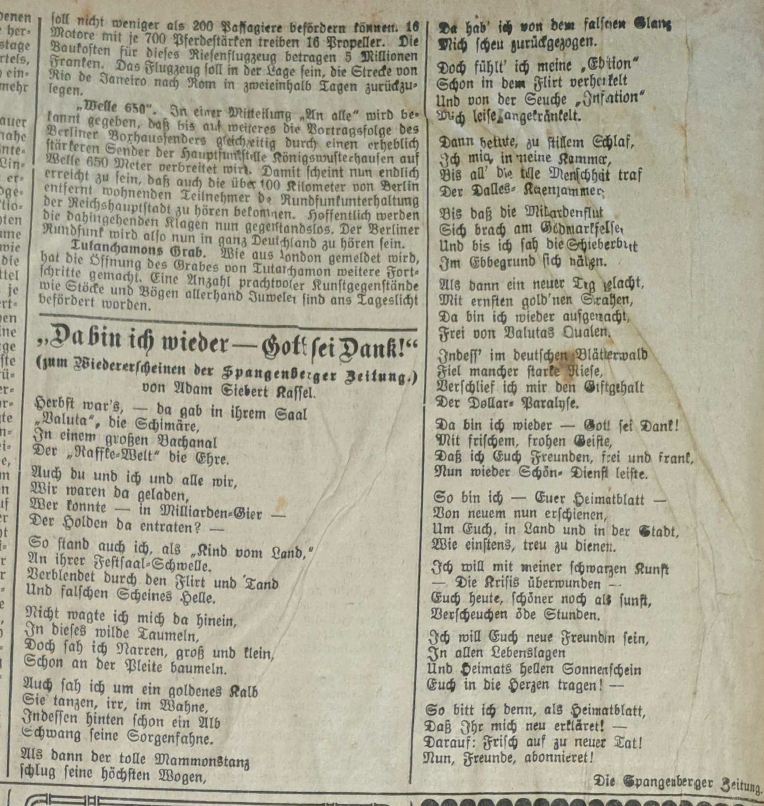 soll nicht weniger als 200 Passagiere befördern können. 16
Motore mit je 700 Pferdestärken treiben 16 Propeller. Die
Baukosten für dieses Riesenflugzeug betragen 5 Millionen
Franken. Das Flugzeug soll in der Lage sein, die Strecke von
Rio de Janeiro nach Rom in zweieinhalb Tagen zurückzu-
legen.
„Welle 650“. In einer Mitteilung „An alle“ wird be-
kannt gegeben, daß bis auf weiteres die Vortragsfolge des
Berliner Voxhaussenders gleichzeitig durch einen erheblich
stärkeren Sender der Hauptfunkstelle Königswusterhausen auf
Welle 650 Meter verbreitet wird. Damit scheint nun endlich
erreicht zu sein, daß auch die über 100 Kilometer von Berlin
entfernt wohnenden Teilnehmer die Rundfunkunterhaltung
der Reichshauptstadt zu hören bekommen. Hoffentlich werden
die dahingehenden Klagen nun gegenstandslos. Der Berliner
Rundfunk wird also nun in ganz Deutschland zu hören sein.
Tutanchamons Grab. Wie aus London gemeldet wird,
hat die Öffnung des Grabes von Tutanchamon weitere Fort-
schritte gemacht. Eine Anzahl prachtvoller Kunstgegenstände
wie Stöcke und Bögen allerhand Juwelen sind ans Tageslicht
befördert worden.
„Da bin ich wieder — Gott sei Dank!“
(zum Wiedererscheinen der Spangenberger Zeitung.)
von Adam Siebert Kassel.
Herbst war's, — da gab in ihrem Saal
„Valuta“, die Schimäre,
In einem großen Bachanal
Der „Raffke-Welt“ die Ehre.
Auch du und ich und alle wir,
Wir waren da geladen,
Wer konnte — in Milliarden-Gier —
Der Holden da entraten? —
So stand auch ich, als „Kind vom Land,“
An ihrer Festsaal-Schwelle.
Verblendet durch den Flirt und Tand
Und falschen Scheines Helle.
Nicht wagte ich mich da hinein,
In dieses wilde Taumeln,
Doch sah ich Narren, groß und klein,
Schon an der Pleite baumeln.
Auch sah ich um ein goldenes Kalb
Sie tanzen, irr, im Wahne,
Indessen hinten schon ein Alb
Schwang seine Sorgenfahne.
Als dann der tolle Mammonstanz
schlug seine höchsten Wogen,
Da hab' ich von dem falschen Glanz
Mich scheu zurückgezogen.
Doch fühlt' ich meine „Edition“
Schon in dem Flirt verhekelt
Und von der Seuche „Inflation“
Mich leise angekränkelt.
Dann heilte, zu stillem Schlaf,
Ich mich in meine Kammer,
Bis all' die tolle Menschheit traf
Der Dalles- Katzenjammer;
Bis daß die Milliardenflut
Sich brach am Goldmarkfelse
Und bis ich sah die Schieberbrut
Im Ebbegrund sich wälzen.
Als dann ein neuer Tag gelacht,
Mit ernsten gold'nen Strahlen,
Da bin ich wieder aufgewacht,
Frei von Valutas Qualen.
Indess' im deutschen Blätterwald
Fiel mancher starke Riese,
Verschlief ich mir den Giftgehalt
Der Dollar- Paralyse.
Da bin ich wieder — Gott sei Dank!
Mit frischem, frohen Geiste,
Daß ich Euch Freunden, frei und frank,
Nun wieder Schön- Dienst leiste.
So bin ich — Euer Heimatblatt —
Von neuem nun erschienen,
Um Euch, in Land und in der Stadt,
Wie einstens, treu zu dienen.
Ich will mit meiner schwarzen Kunst
— Die Krisis überwunden —
Euch heute, schöner noch als sunst,
Verscheuchen öde Stunden.
Ich will Euch neue Freundin sein,
In allen Lebenslagen
Und Heimats hellen Sonnenschein
Euch in die Herzen tragen! —
So bitt ich denn, als Heimatblatt,
Daß Ihr mich neu erkläret! —
Darauf: Frisch auf zu neuer Tat!
Nun, Freunde, abonnieret!
Die Spangenberger Zeitung.